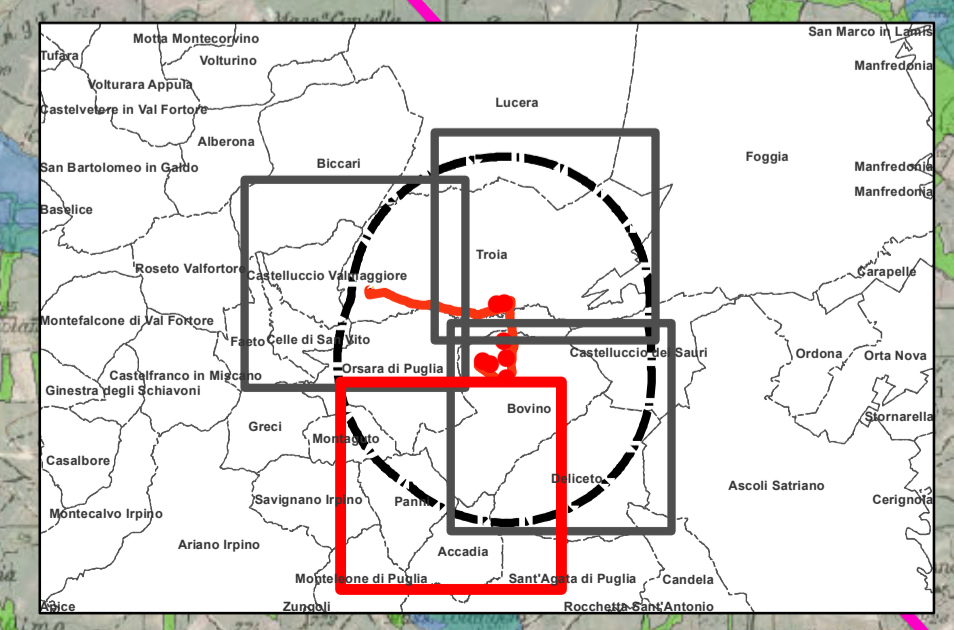 San Marco in Lamis
Motta Montecorvino
Tufara
Volturino
Manfredonia
Volturara Appula
Lucera
Castelvetere in Val Fortore
Alberona
Foggia
Biccari
San Bartolomeo in Galdo
Manfredonia
Manfredonia
Baselice
Troia
Roseto Valfortore
Castelluccio Valmaggiore
Carapelle
Montefalcone di Val Fortore
Faeto
Celle di San Vito
Castelluccio dei Sauri
Ordona
Orta Nova
Orsara di Puglia
Castelfranco in Miscano
Ginestra degli Schiavoni
Bovino
Stornarella
Greci
Montaguto
Casalbore
Deliceto
Ascoli Satriano
Savignano Irpino
Panni
Cerignola
Montecalvo Irpino
Ariano Irpino
Accadia
Monteleone di Puglia
Sant'Agata di Puglia
Candela
Apice
Zungoli
Rocchetta Sant'Antonio